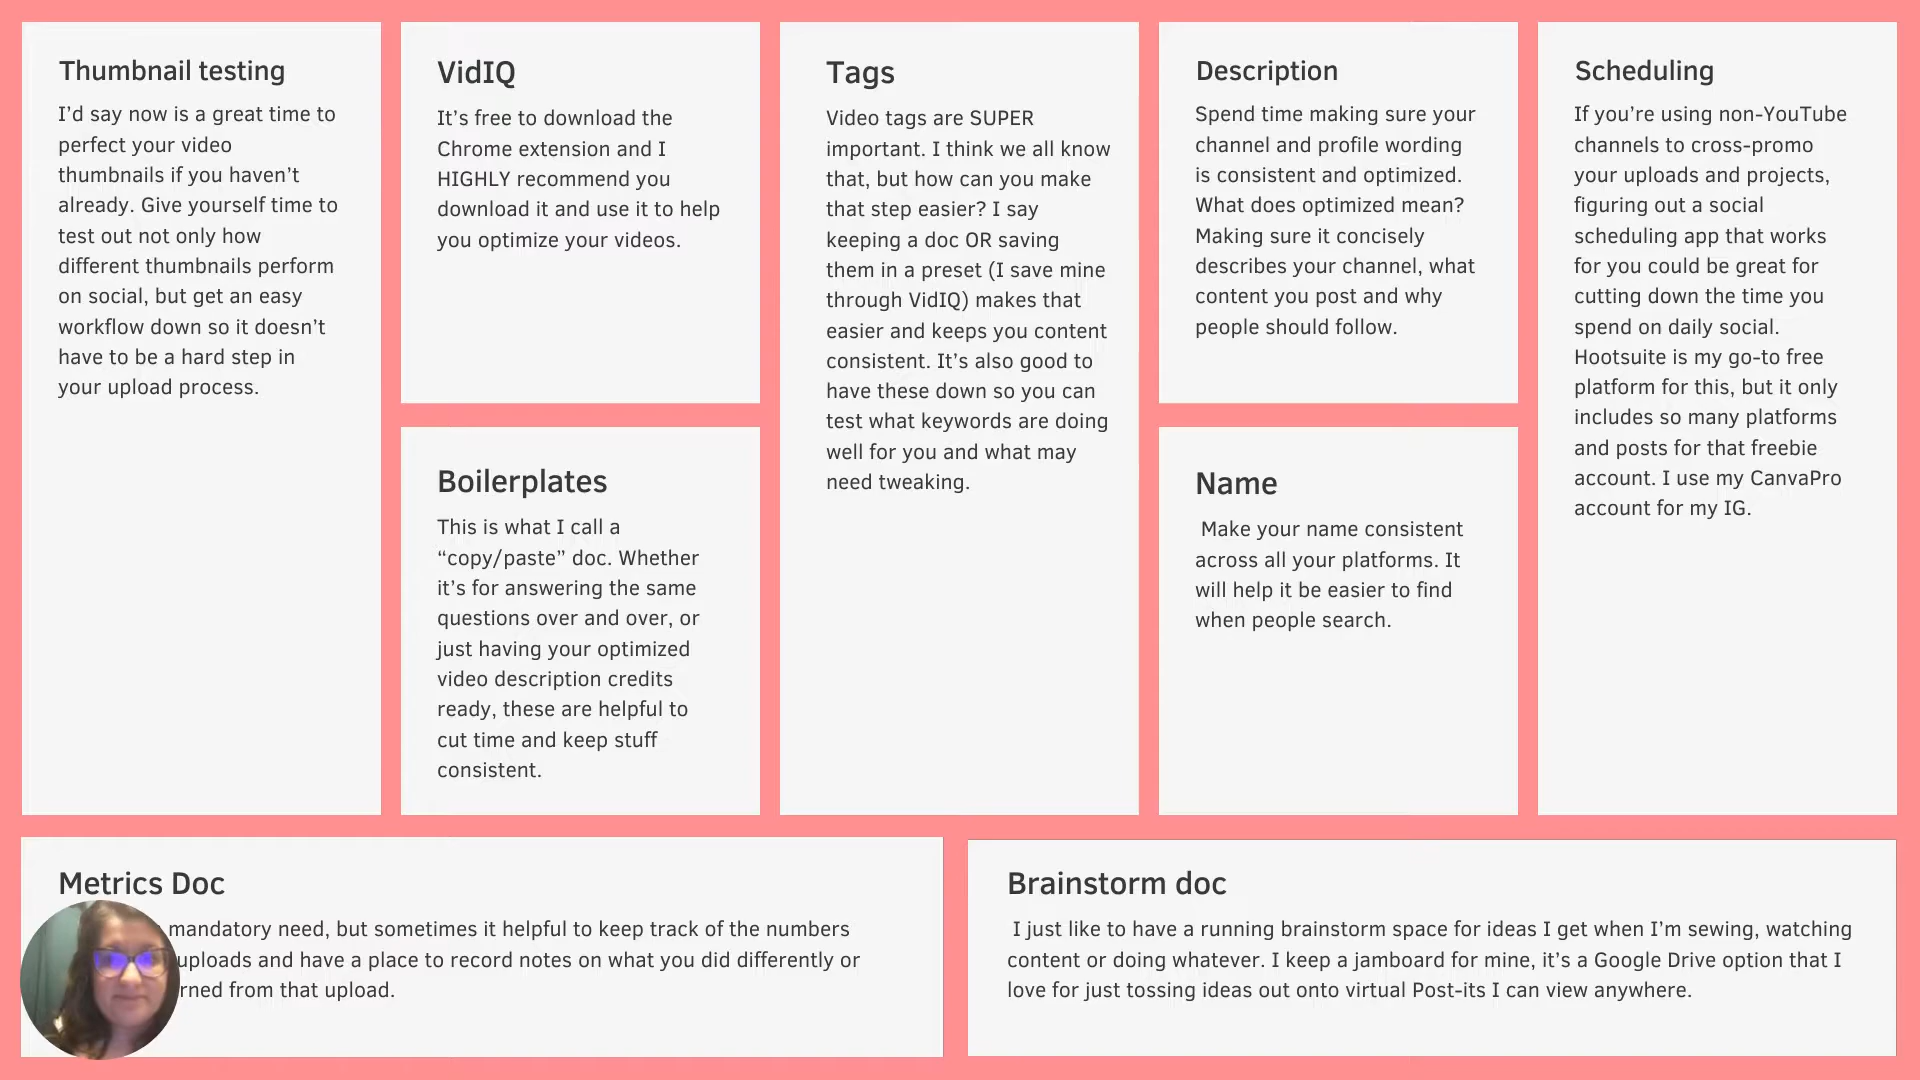 Thumbnail testing
I’d say now is a great time to
perfect your video
thumbnails if you haven’t
already. Give yourself time to
test out not only how
different thumbnails perform
on social, but get an easy
workflow down so it doesn’t
have to be a hard step in
your upload process.
VidIQ
It’s free to download the
Chrome extension and I
HIGHLY recommend you
download it and use it to help
you optimize your videos.
Boilerplates
This is what I call a
“copy/paste” doc. Whether
it’s for answering the same
questions over and over, or
just having your optimized
video description credits
ready, these are helpful to
cut time and keep stuff
consistent.
Tags
Video tags are SUPER
important. I think we all know
that, but how can you make
that step easier? I say
keeping a doc OR saving
them in a preset (I save mine
through VidIQ) makes that
easier and keeps you content
consistent. It’s also good to
have these down so you can
test what keywords are doing
well for you and what may
need tweaking.
Description
Spend time making sure your
channel and profile wording
is consistent and optimized.
What does optimized mean?
Making sure it concisely
describes your channel, what
content you post and why
people should follow.
Name
Make your name consistent
across all your platforms. It
will help it be easier to find
when people search.
Scheduling
If you’re using non-YouTube
channels to cross-promo
your uploads and projects,
figuring out a social
scheduling app that works
for you could be great for
cutting down the time you
spend on daily social.
Hootsuite is my go-to free
platform for this, but it only
includes so many platforms
and posts for that freebie
account. I use my CanvaPro
account for my IG.
Metrics Doc
mandatory need, but sometimes it helpful to keep track of the numbers
uploads and have a place to record notes on what you did differently or
from that upload.
Brainstorm doc
I just like to have a running brainstorm space for ideas I get when I’m sewing, watching
content or doing whatever. I keep a jamboard for mine, it’s a Google Drive option that I
love for just tossing ideas out onto virtual Post-its I can view anywhere.